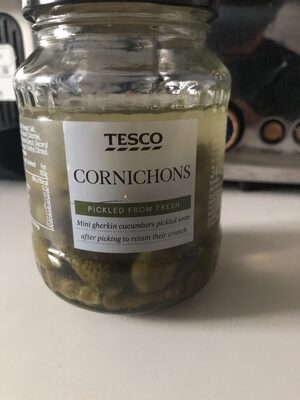 TESCO
CORNICHONS
PICKLED FROM FRESH
Mini gherkin cucumbers pickled soon
after picking to retain their crunch